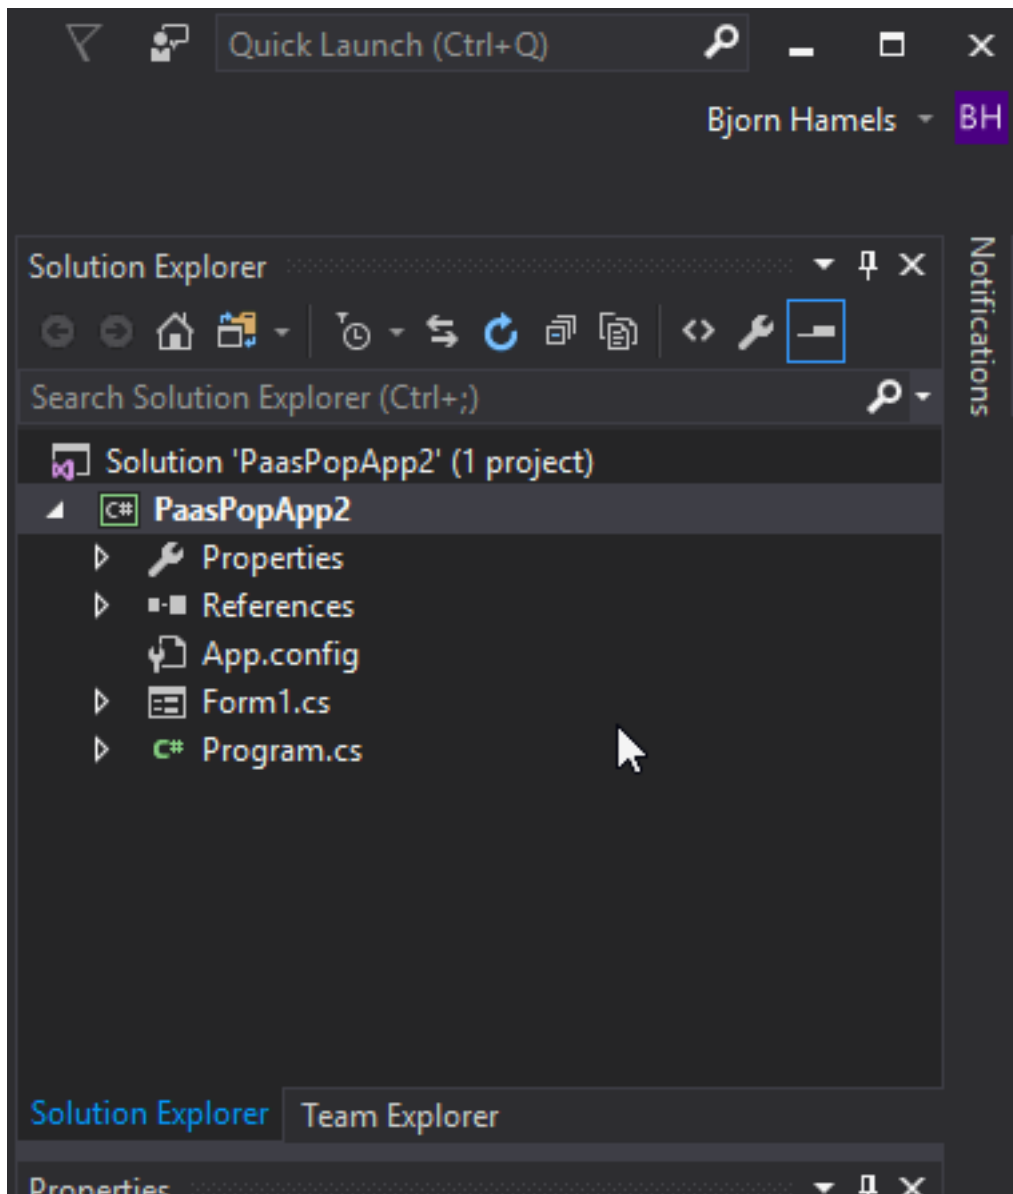 Quick Launch (Ctrl+Q)
Bjorn Hamels BH
Notifications
Solution Explorer
Search Solution Explorer (Ctrl+;)
Solution 'PaasPopApp2' (1 project)
C# PaasPopApp2
Properties
References
App.config
Form1.cs
C# Program.cs
Solution Explorer Team Explorer
Properties